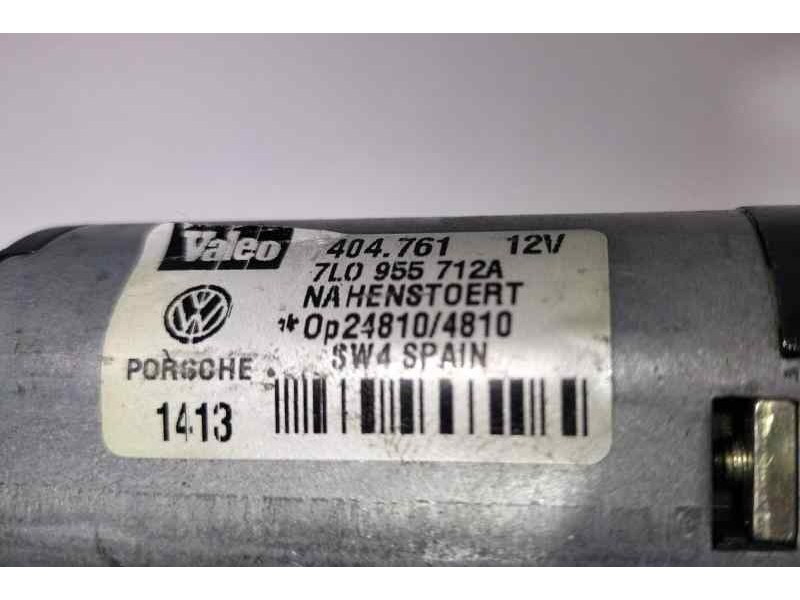 Valeo 404.761 12V
7L0 955 712A
NAHENSTOERT
*Op24810/4810
SW4 SPAIN
PORSCHE
1413